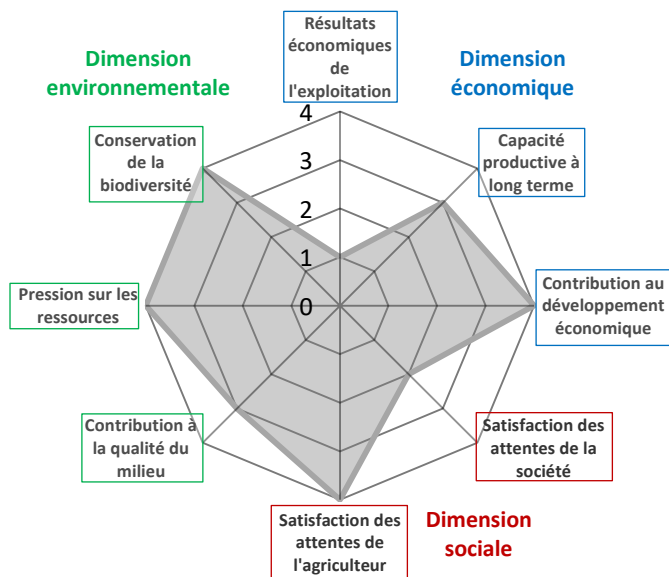 Résultats
économiques
de
l'exploitation
Dimension
environnementale
Dimension
économique
4
3
2
1
0
Conservation
de la
biodiversité
Capacité
productive à
long terme
Pression sur les
ressources
Contribution au
développement
économique
Contribution à
la qualité du
milieu
Satisfaction des
attentes de la
société
Satisfaction des
attentes de
l'agriculteur
Dimension
sociale